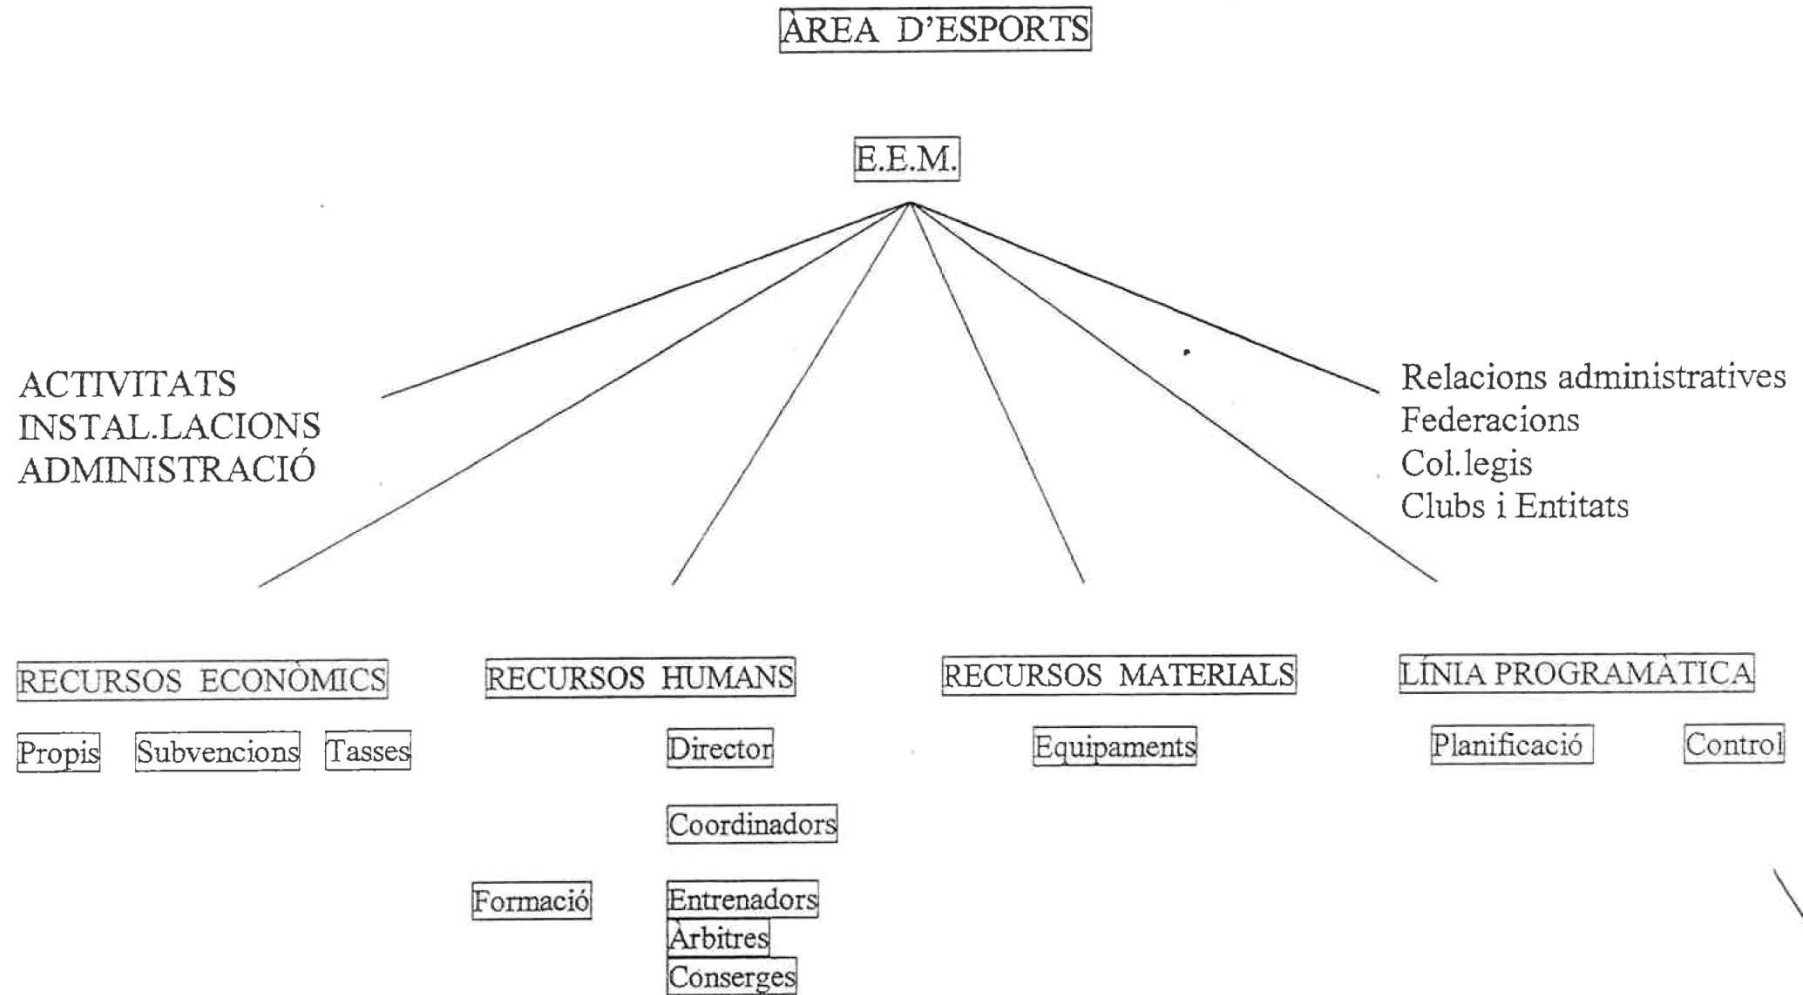 ÀREA D'ESPORTS
E.E.M.
ACTIVITATS
INSTAL.LACIONS
ADMINISTRACIÓ
Relacions administratives
Federacions
Col.legis
Clubs i Entitats
RECURSOS ECONÒMICS
RECURSOS HUMANS
RECURSOS MATERIALS
LÍNIA PROGRAMÀTICA
Propis
Subvencions
Tasses
Director
Equipaments
Planificació
Control
Coordinadors
Formació
Entrenadors
Àrbitres
Conserges